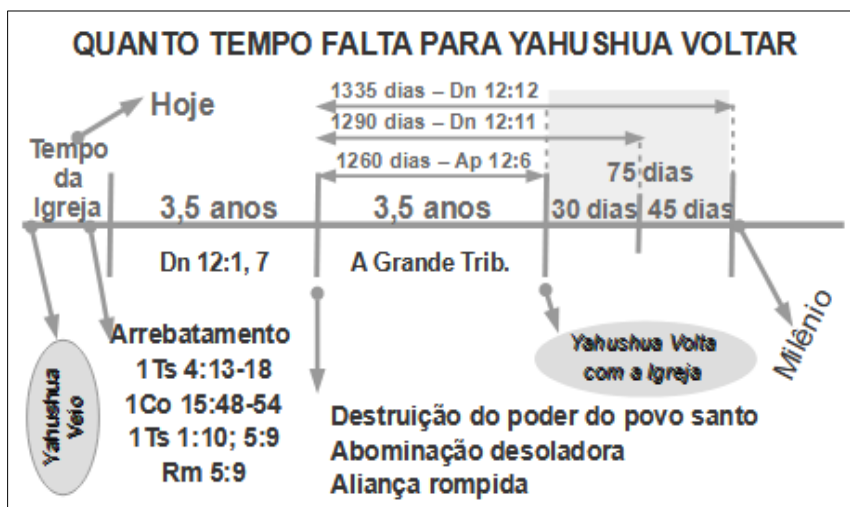 QUANTO TEMPO FALTA PARA YAHUSHUA VOLTAR
Hoje
1335 dias – Dn 12:12
1290 dias – Dn 12:11
1260 dias – Ap 12:6
Tempo
da
Igreja
3,5 anos
3,5 anos
75 dias
30 dias
45 dias
Dn 12:1, 7
A Grande Trib.
Yahushua
Veio
Arrebatamento
1Ts 4:13-18
1Co 15:48-54
1Ts 1:10; 5:9
Rm 5:9
Destruição do poder do povo santo
Abominação desoladora
Aliança rompida
Yahushua Volta
com a Igreja
Milênio